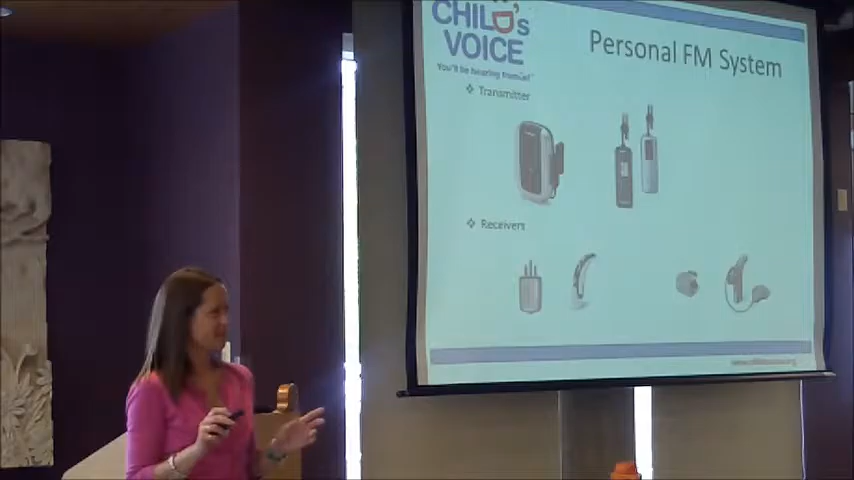 CHILD'S
VOICE
You'll be hearing from us!
Personal FM System
❖ Transmitter
❖ Receivers